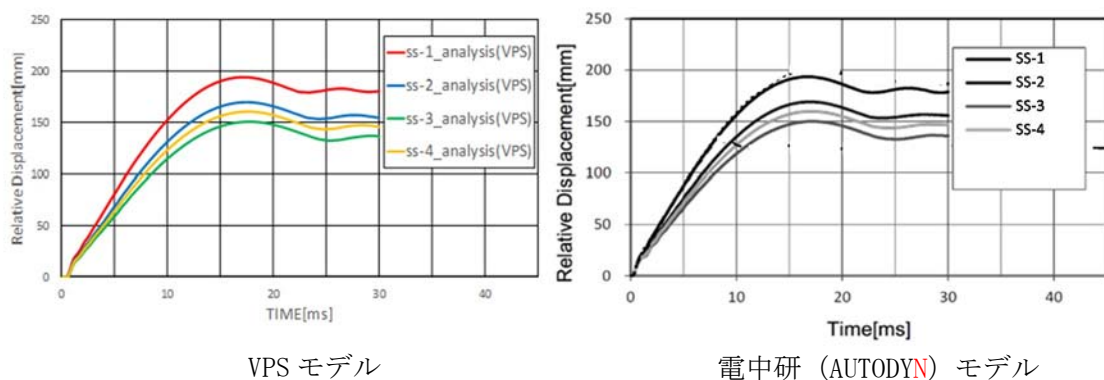 250
200
150
100
50
0
Relative Displacement[mm]
ss-1_analysis(VPS)
ss-2_analysis(VPS)
ss-3_analysis(VPS)
ss-4_analysis(VPS)
0 10 20 30 40
TIME[ms]
VPS モデル
250
200
150
100
50
0
Relative Displacement[mm]
SS-1
SS-2
SS-3
SS-4
0 10 20 30 40
Time[ms]
電中研 (AUTODYN) モデル